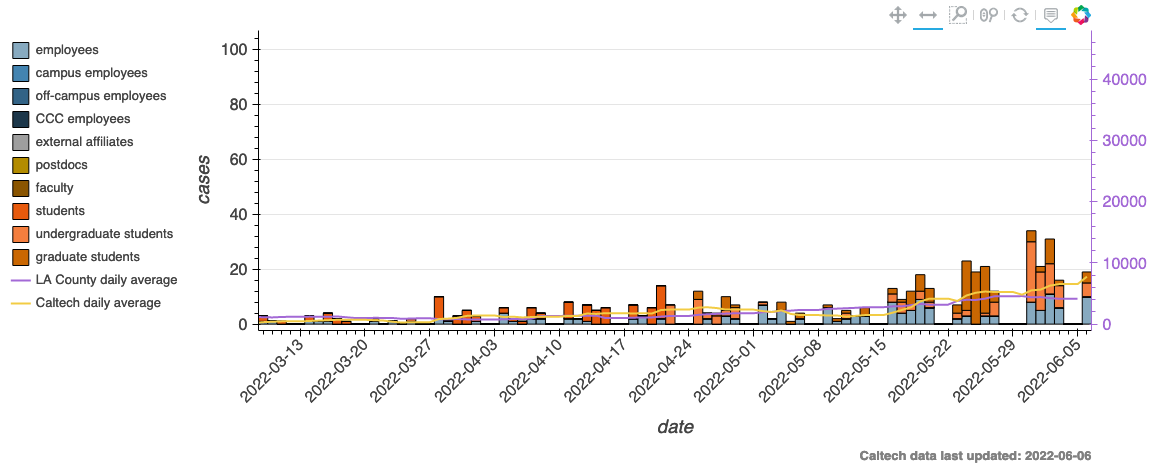 employees
campus employees
off-campus employees
CCC employees
external affiliates
postdocs
faculty
students
undergraduate students
graduate students
LA County daily average
Caltech daily average
cases
100
80
60
40
20
0
40000
30000
20000
10000
0
2022-03-13
2022-03-20
2022-03-27
2022-04-03
2022-04-10
2022-04-17
2022-04-24
2022-05-01
2022-05-08
2022-05-15
2022-05-22
2022-05-29
2022-06-05
date
Caltech data last updated: 2022-06-06